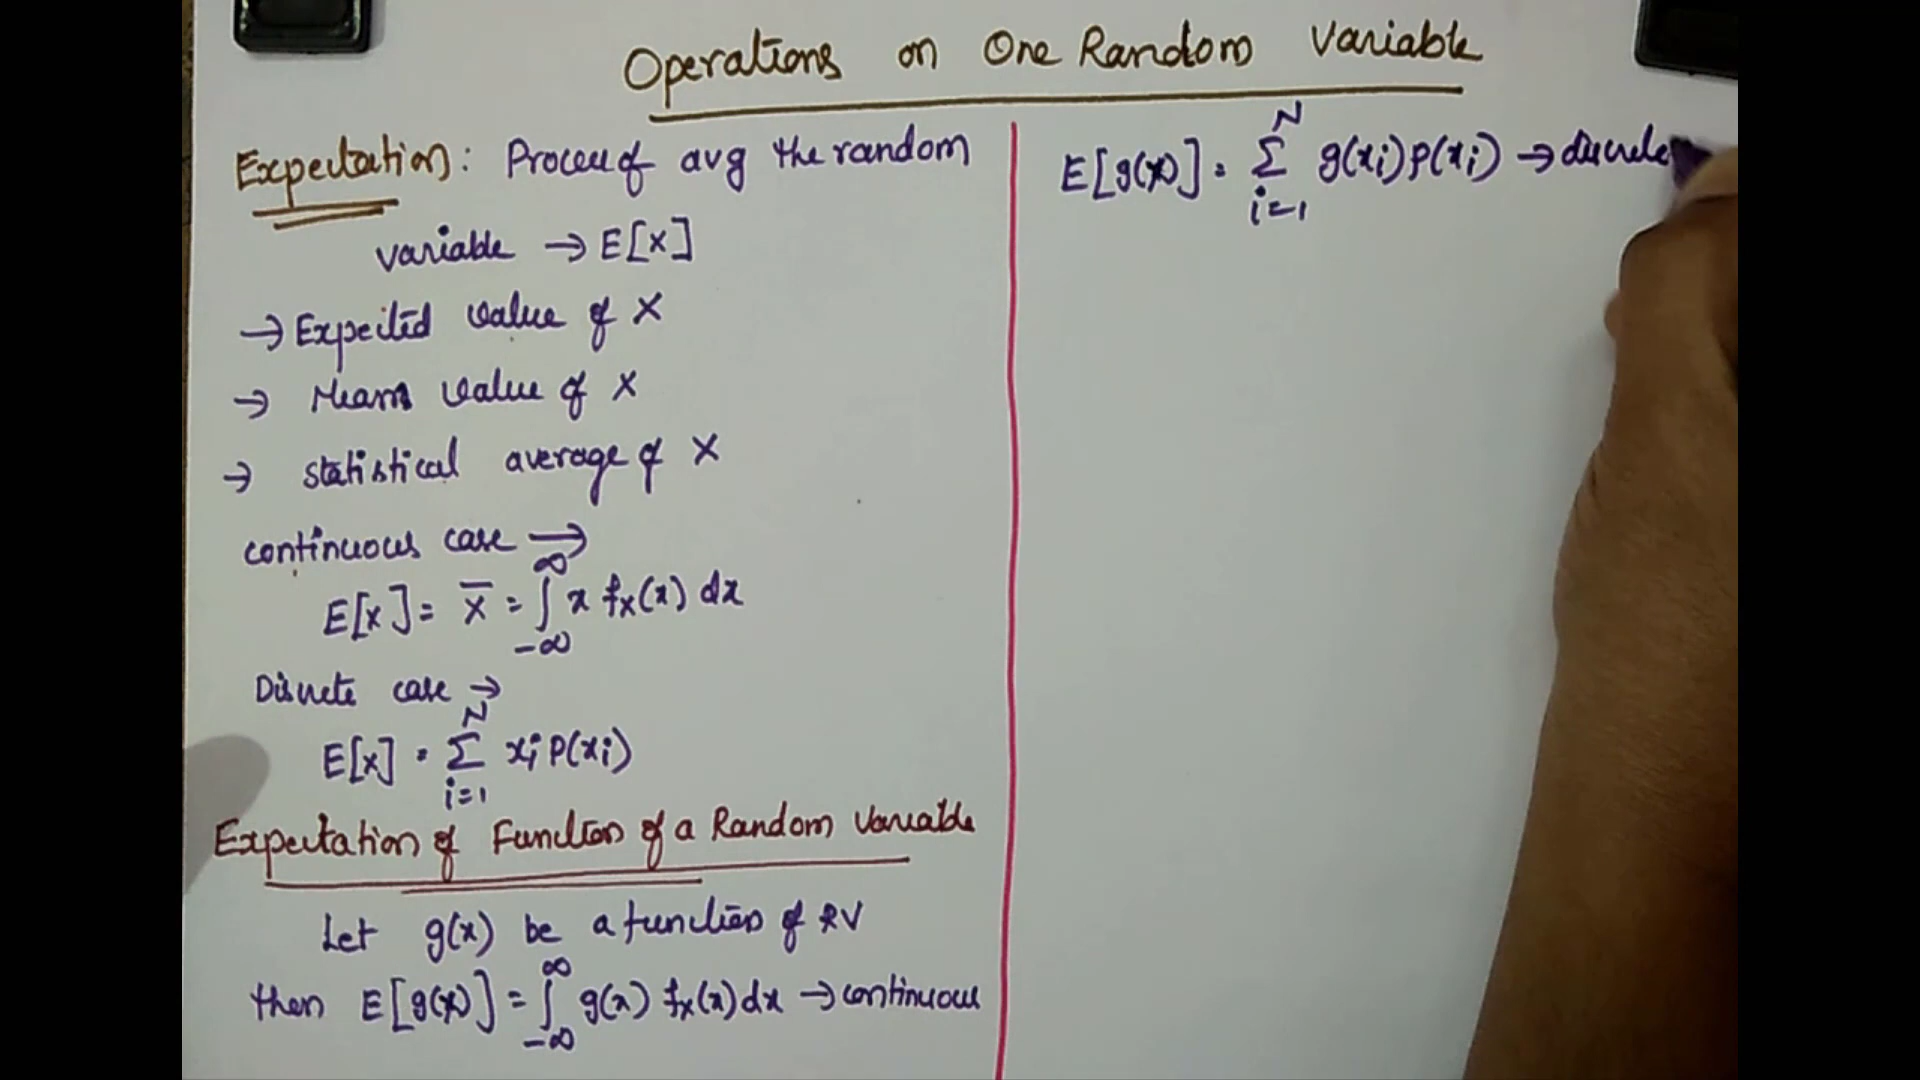 Operations on One Random Variable
Expectation: Process of avg the random
variable → E[X]
→ Expected value of X
→ Mean value of X
→ statistical average of X
continuous case →
E[X] = X̄ = ∫_{-∞}^{∞} x f_X(x) dx
Discrete case →
E[X] = Σ_{i=1}^{N} x_i P(x_i)
Expectation of Function of a Random Variable
Let g(x) be a function of RV
then E[g(x)] = ∫_{-∞}^{∞} g(x) f_X(x) dx → continuous
E[g(x)] = Σ_{i=1}^{N} g(x_i) P(x_i) → discrete